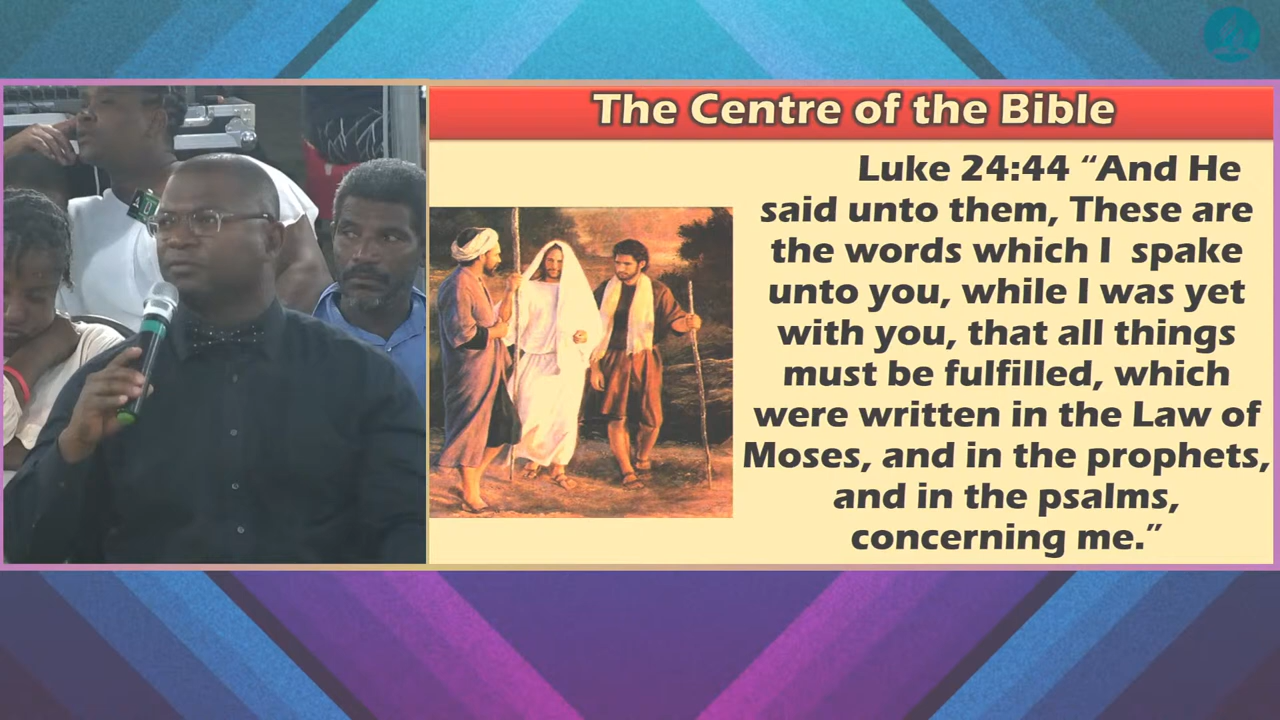 The Centre of the Bible
Luke 24:44 “And He
said unto them, These are
the words which I spake
unto you, while I was yet
with you, that all things
must be fulfilled, which
were written in the Law of
Moses, and in the prophets,
and in the psalms,
concerning me.”